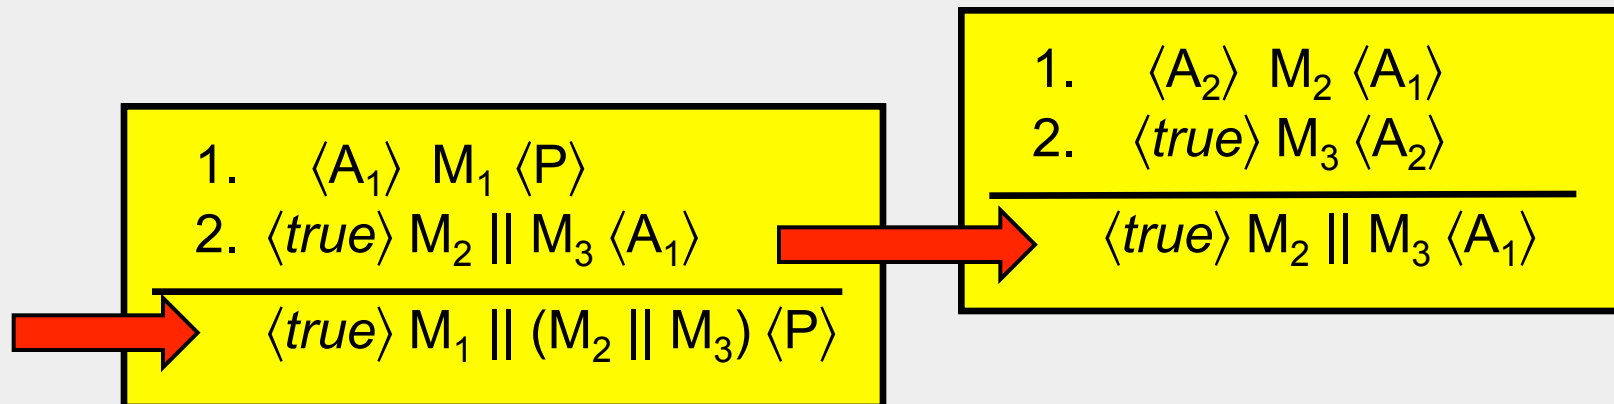 1. ⟨A₁⟩ M₁ ⟨P⟩
2. ⟨true⟩ M₂ || M₃ ⟨A₁⟩
⟨true⟩ M₁ || (M₂ || M₃) ⟨P⟩
1. ⟨A₂⟩ M₂ ⟨A₁⟩
2. ⟨true⟩ M₃ ⟨A₂⟩
⟨true⟩ M₂ || M₃ ⟨A₁⟩